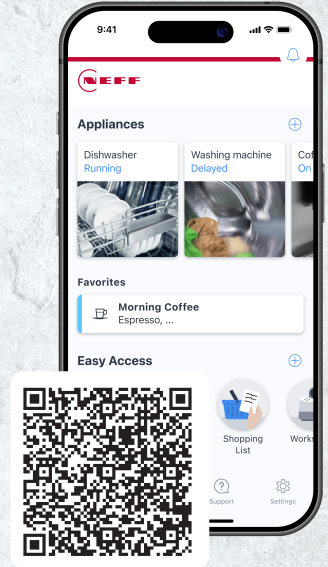 9:41
NEFF
Appliances
Dishwasher
Running
Washing machine
Delayed
Cof
On
Favorites
Morning Coffee
Espresso, ...
Easy Access
Shopping
List
Works
Support
Settings